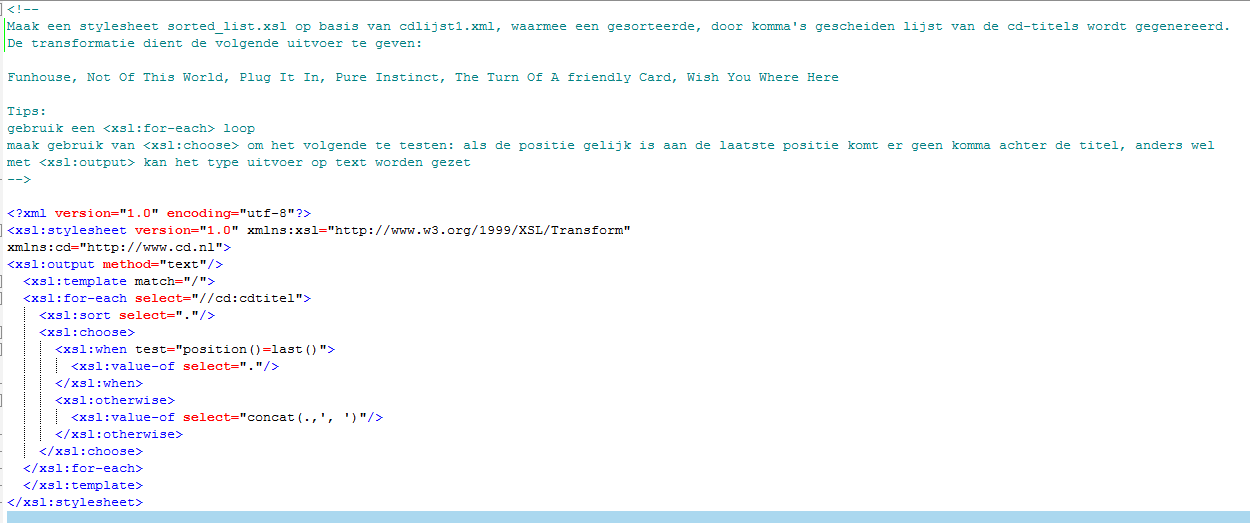 <!--
Maak een stylesheet sorted_list.xsl op basis van cdlijst1.xml, waarmee een gesorteerde, door komma's gescheiden lijst van de cd-titels wordt gegenereerd.
De transformatie dient de volgende uitvoer te geven:

Funhouse, Not Of This World, Plug It In, Pure Instinct, The Turn Of A friendly Card, Wish You Where Here

Tips:
gebruik een <xsl:for-each> loop
maak gebruik van <xsl:choose> om het volgende te testen: als de positie gelijk is aan de laatste positie komt er geen komma achter de titel, anders wel
met <xsl:output> kan het type uitvoer op text worden gezet
-->

<?xml version="1.0" encoding="utf-8"?>
<xsl:stylesheet version="1.0" xmlns:xsl="http://www.w3.org/1999/XSL/Transform"
xmlns:cd="http://www.cd.nl">
<xsl:output method="text"/>
  <xsl:template match="/">
  <xsl:for-each select="//cd:cdtitel">
    <xsl:sort select="."/>
    <xsl:choose>
      <xsl:when test="position()=last()">
        <xsl:value-of select="."/>
      </xsl:when>
      <xsl:otherwise>
        <xsl:value-of select="concat(.,', ')"/>
      </xsl:otherwise>
    </xsl:choose>
  </xsl:for-each>
  </xsl:template>
</xsl:stylesheet>